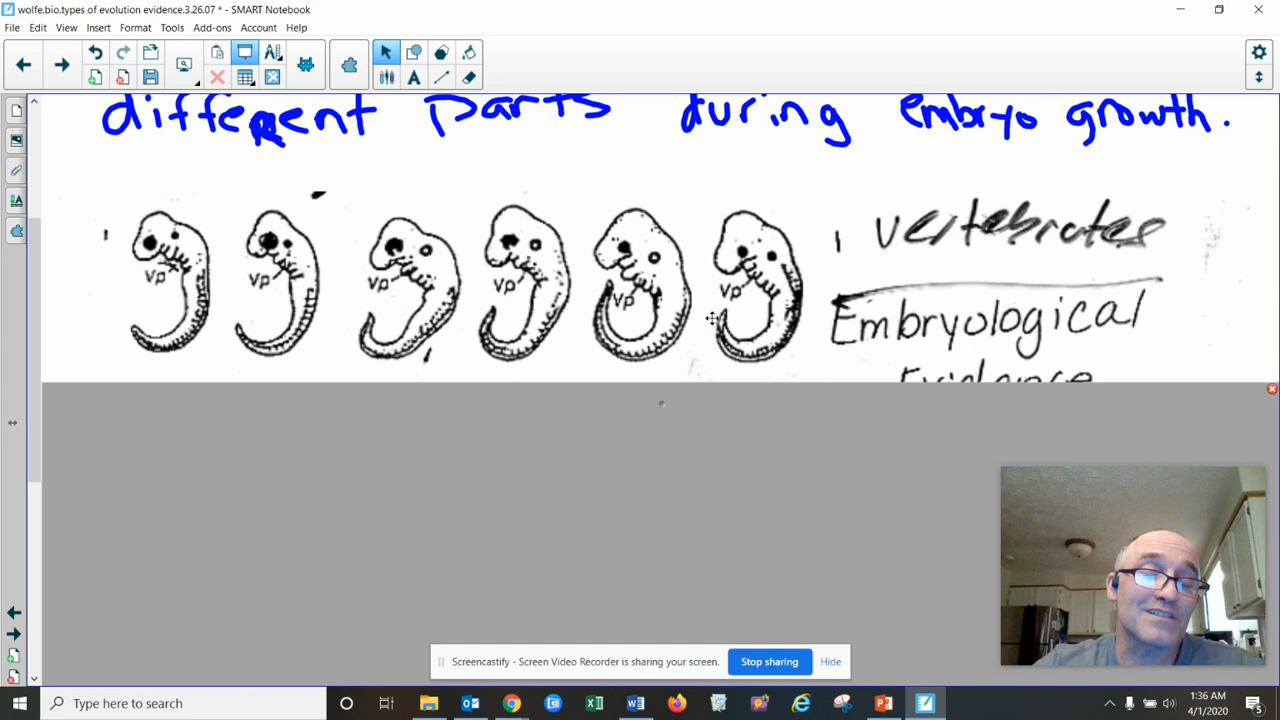 wolfe.bio.types of evolution evidence.3.26.07 * - SMART Notebook
File Edit View Insert Format Tools Add-ons Account Help
different parts during embryo growth.
vertebrates
vp vp vp vp vp vp
Embryological
Evidence
Screencastify - Screen Video Recorder is sharing your screen. Stop sharing Hide
Type here to search
1:36 AM
4/1/2020
5